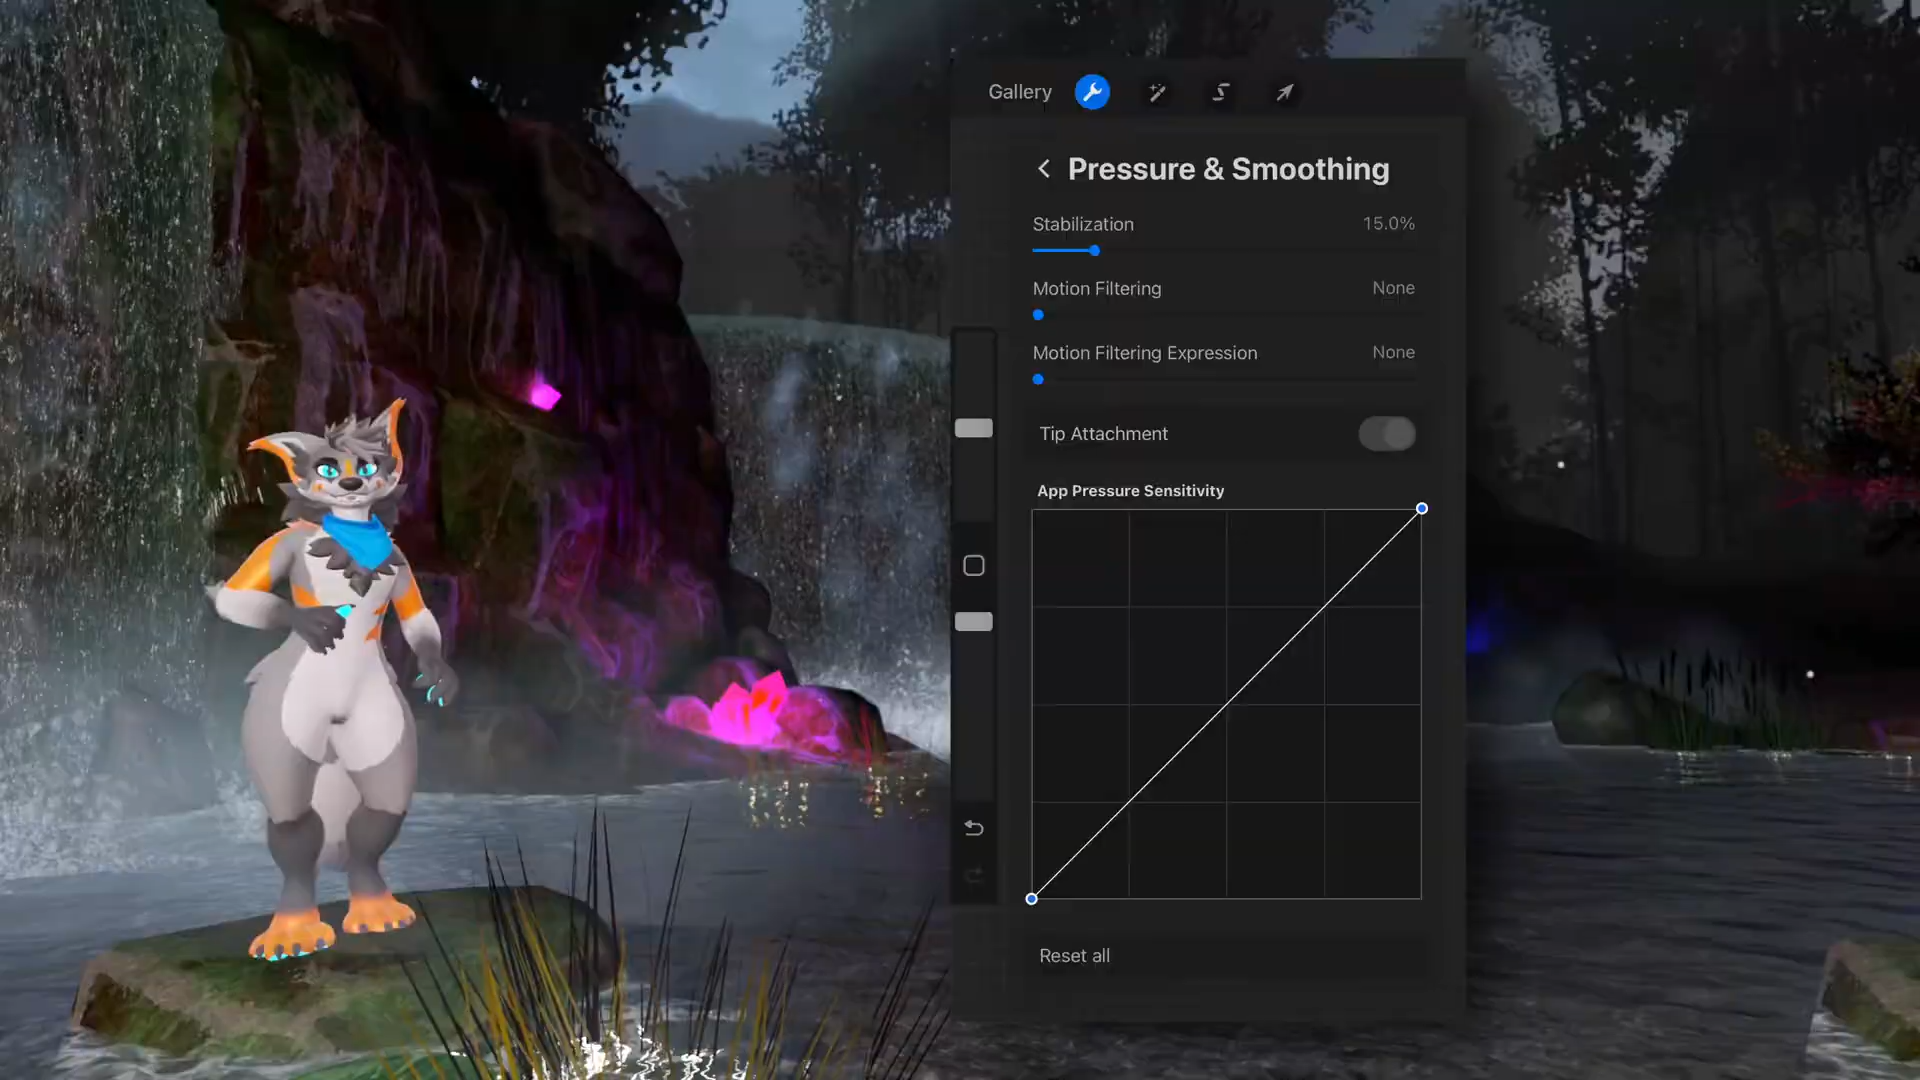 Gallery
Pressure & Smoothing
Stabilization 15.0%
Motion Filtering None
Motion Filtering Expression None
Tip Attachment
App Pressure Sensitivity
Reset all